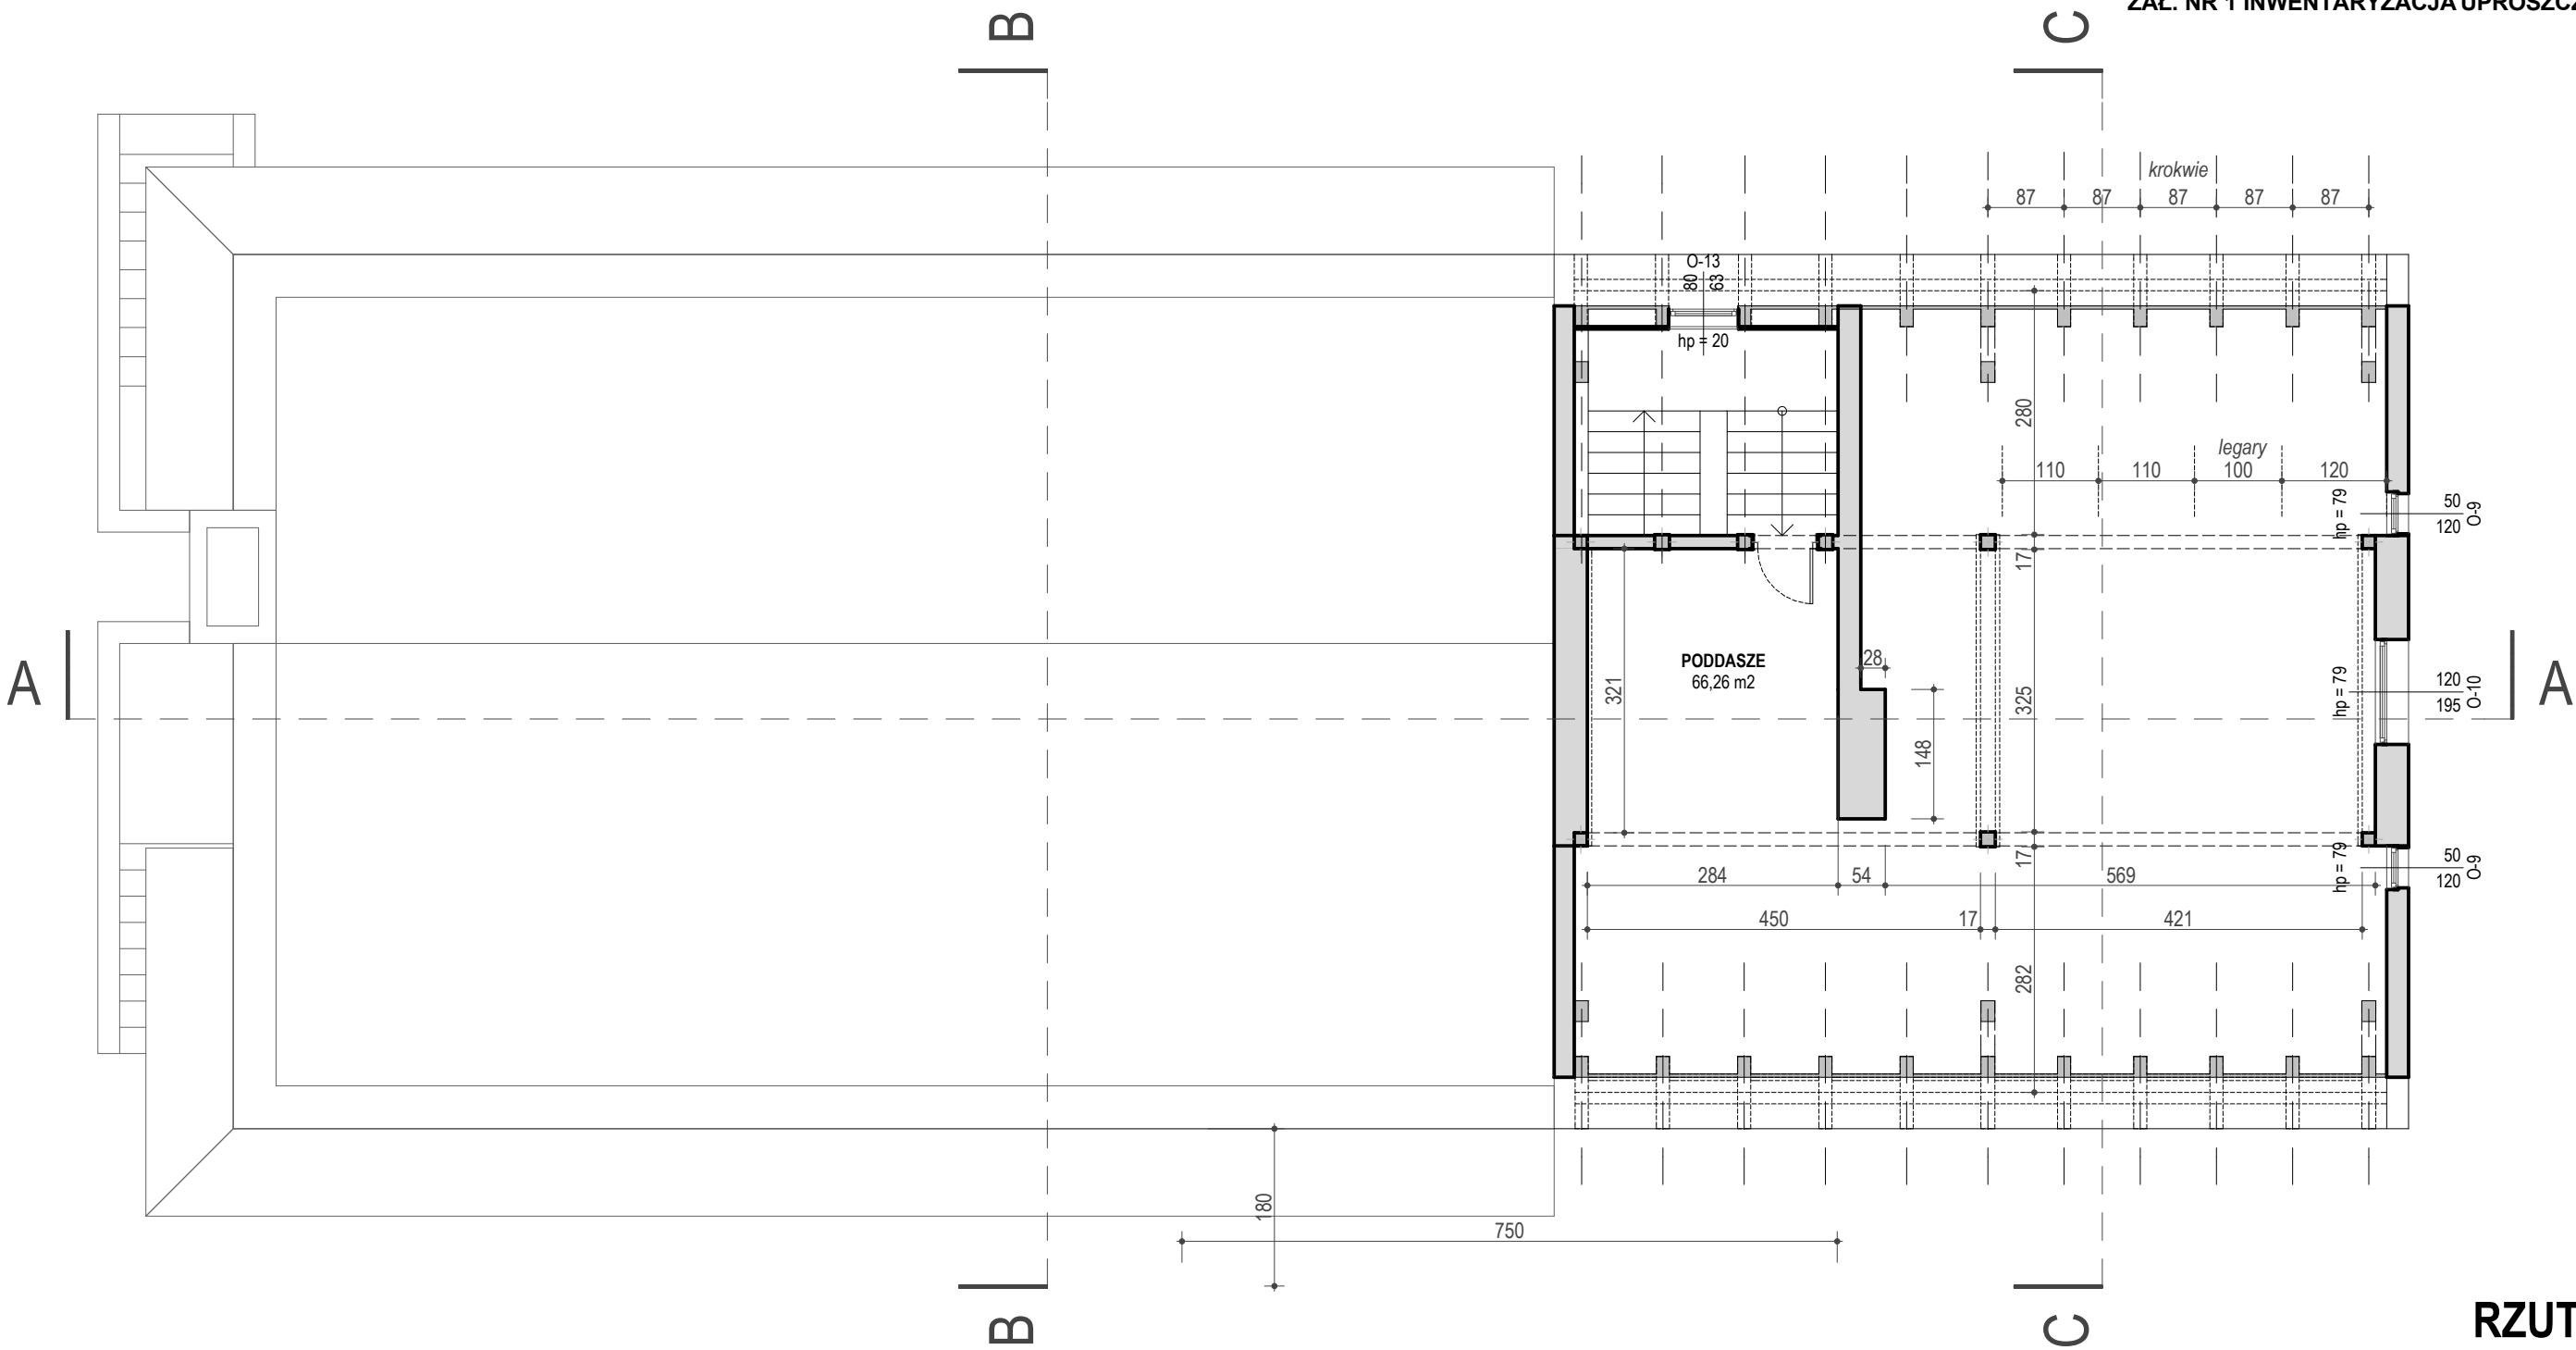 ZAŁ. NR 1 INWENTARYZACJA
B
C
krokwie
87 87 87 87 87
O-13
80
63
hp = 20
280
legary
110 110 100 120
hp = 79
50
120
O-9
17
A
PODDASZE
66,26 m2
28
321
325
148
hp = 79
120
195
O-10
A
17
hp = 79
50
120
O-9
284 54 569
450 17 421
282
180
750
B
C
RZUT